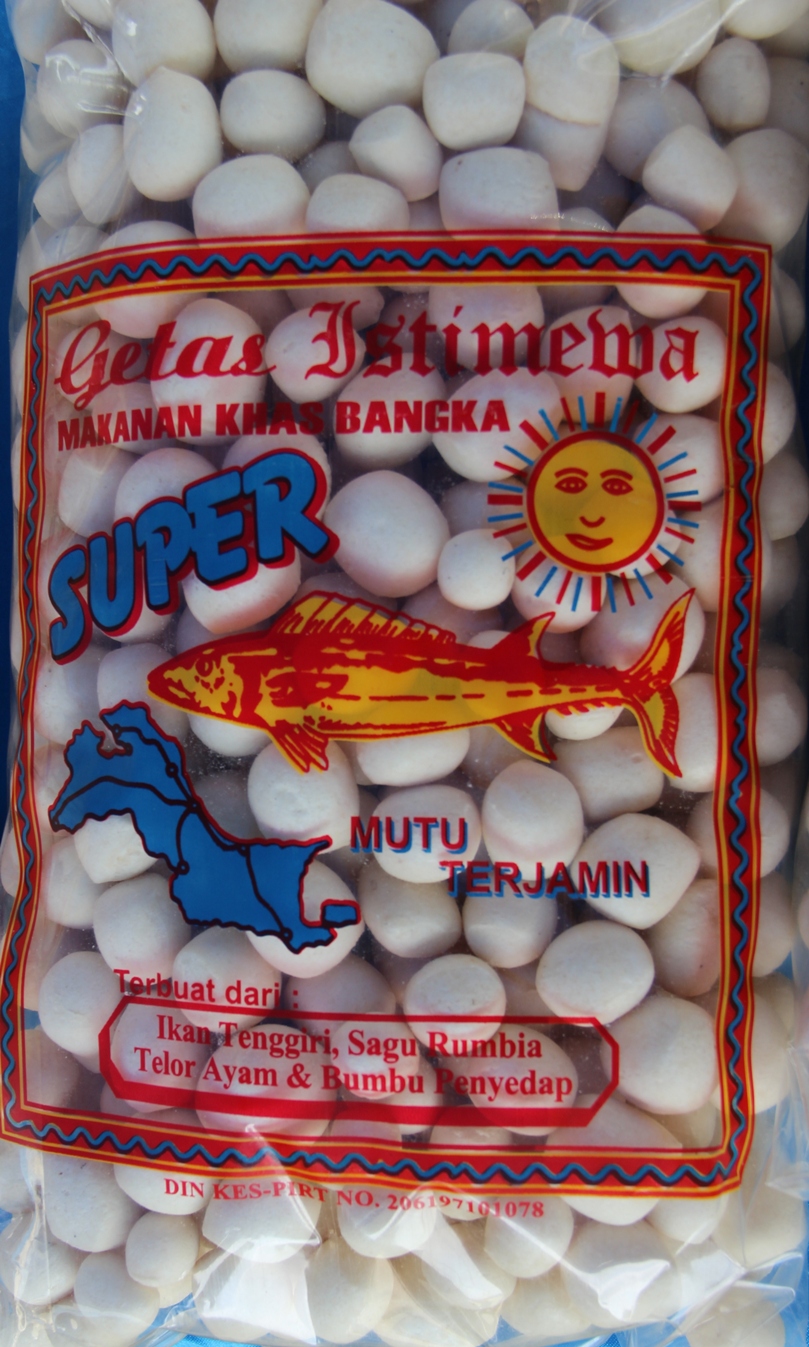 Getas Istimewa
MAKANAN KHAS BANGKA
SUPER
MUTU
TERJAMIN
Terbuat dari :
Ikan Tenggiri, Sagu Rumbia
Telor Ayam & Bumbu Penyedap
DIN KES-PIRT NO. 206197101078